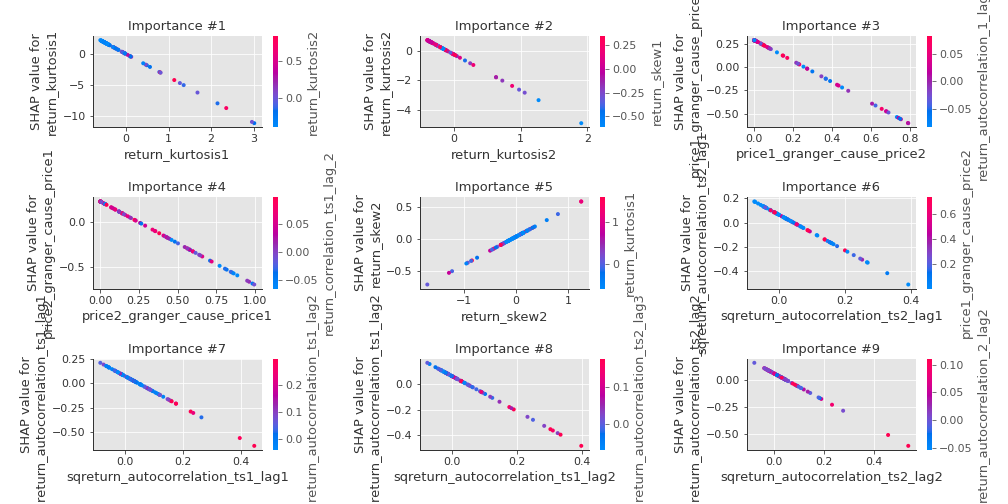 Importance #1
SHAP value for
return_kurtosis1
0
−5
−10
0
1
2
3
return_kurtosis1
0.5
0.0
return_kurtosis2
Importance #2
SHAP value for
return_kurtosis2
0
−2
−4
0
1
2
return_kurtosis2
0.25
0.00
−0.25
−0.50
return_skew1
Importance #3
SHAP value for
price1_granger_cause_price2
0.25
0.00
−0.25
−0.50
0.0
0.2
0.4
0.6
0.8
price1_granger_cause_price2
0.05
0.00
−0.05
return_autocorrelation_1_lag
Importance #4
SHAP value for
price2_granger_cause_price1
0.0
−0.5
0.00
0.25
0.50
0.75
1.00
price2_granger_cause_price1
0.05
0.00
−0.05
return_correlation_ts1_lag_2
Importance #5
SHAP value for
return_skew2
0.5
0.0
−0.5
−1
0
1
return_skew2
1
0
return_kurtosis1
Importance #6
SHAP value for
sqreturn_autocorrelation_ts2_lag1
0.2
0.0
−0.2
−0.4
0.0
0.2
0.4
sqreturn_autocorrelation_ts2_lag1
0.6
0.4
0.2
price1_granger_cause_price2
Importance #7
SHAP value for
return_autocorrelation_ts1_lag1
0.25
0.00
−0.25
−0.50
0.0
0.2
0.4
sqreturn_autocorrelation_ts1_lag1
0.2
0.1
0.0
return_autocorrelation_ts1_lag2
Importance #8
SHAP value for
return_autocorrelation_ts1_lag2
0.0
−0.2
−0.4
0.0
0.2
0.4
sqreturn_autocorrelation_ts1_lag2
0.1
0.0
return_autocorrelation_ts2_lag3
Importance #9
SHAP value for
return_autocorrelation_ts2_lag2
0.00
−0.25
−0.50
0.0
0.2
0.4
sqreturn_autocorrelation_ts2_lag2
0.10
0.05
0.00
−0.05
return_autocorrelation_2_lag2